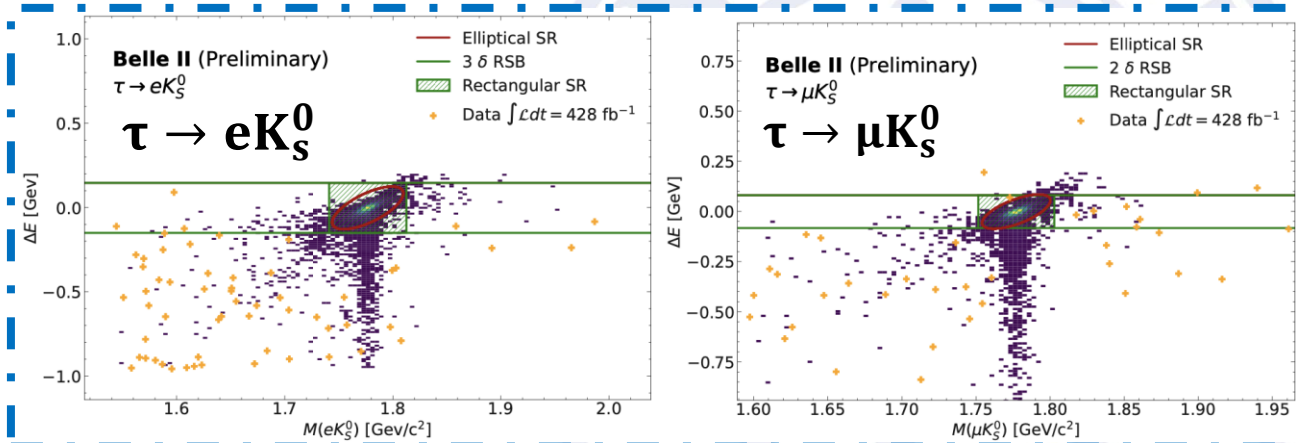 Belle II (Preliminary)
τ → eK_S^0
τ → eK_s^0
Elliptical SR
3 δ RSB
Rectangular SR
Data ∫ℒdt = 428 fb⁻¹
ΔE [Gev]
1.0
0.5
0.0
−0.5
−1.0
1.6 1.7 1.8 1.9 2.0
M(eK_S^0) [GeV/c²]
Belle II (Preliminary)
τ → μK_S^0
τ → μK_s^0
Elliptical SR
2 δ RSB
Rectangular SR
Data ∫ℒdt = 428 fb⁻¹
ΔE [GeV]
0.75
0.50
0.25
0.00
−0.25
−0.50
−0.75
1.60 1.65 1.70 1.75 1.80 1.85 1.90 1.95
M(μK_S^0) [GeV/c²]